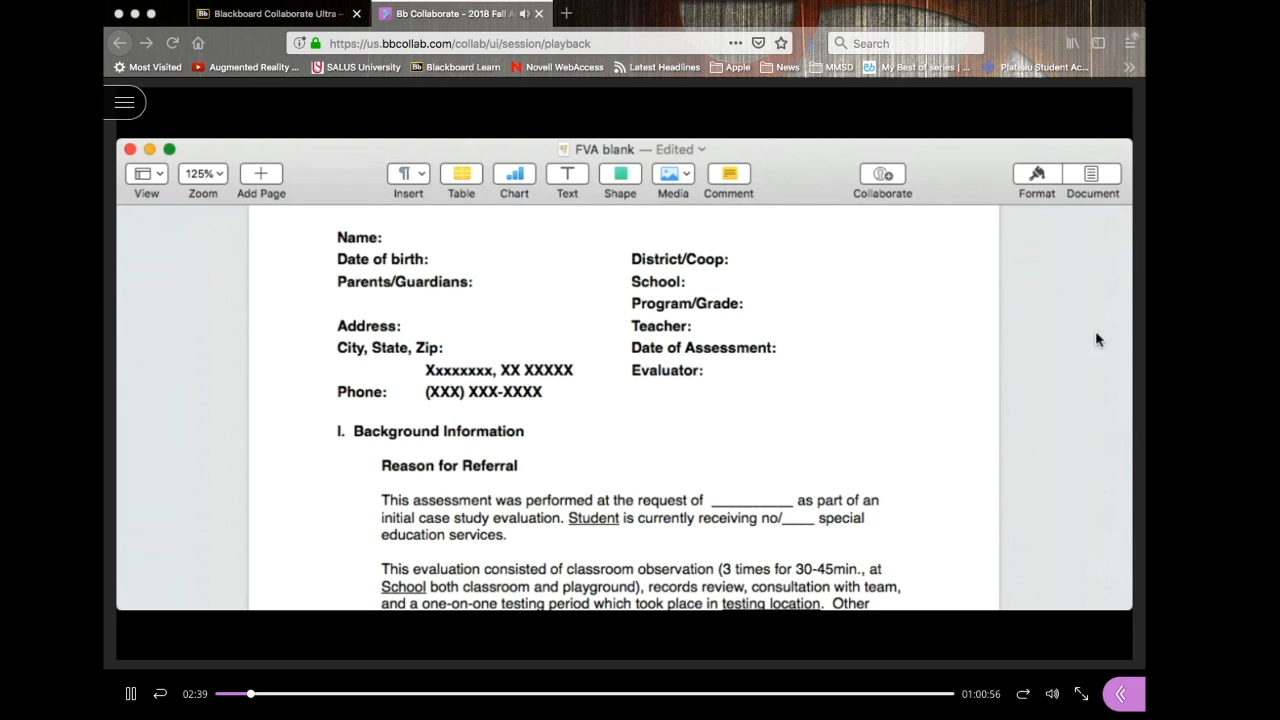 Blackboard Collaborate Ultra –
Bb Collaborate - 2018 Fall A
https://us.bbcollab.com/collab/ui/session/playback
Search
Most Visited
Augmented Reality ...
SALUS University
Blackboard Learn
Novell WebAccess
Latest Headlines
Apple
News
MMSD
My Best of series | ...
Plateau Student Ac...
FVA blank — Edited
125%
View
Zoom
Add Page
Insert
Table
Chart
Text
Shape
Media
Comment
Collaborate
Format
Document
Name:
Date of birth:
District/Coop:
Parents/Guardians:
School:
Program/Grade:
Address:
Teacher:
City, State, Zip:
Date of Assessment:
Xxxxxxxx, XX XXXXX
Evaluator:
Phone: (XXX) XXX-XXXX
I. Background Information
Reason for Referral
This assessment was performed at the request of __________ as part of an
initial case study evaluation. Student is currently receiving no/____ special
education services.
This evaluation consisted of classroom observation (3 times for 30-45min., at
School both classroom and playground), records review, consultation with team,
and a one-on-one testing period which took place in testing location. Other
02:39
01:00:56